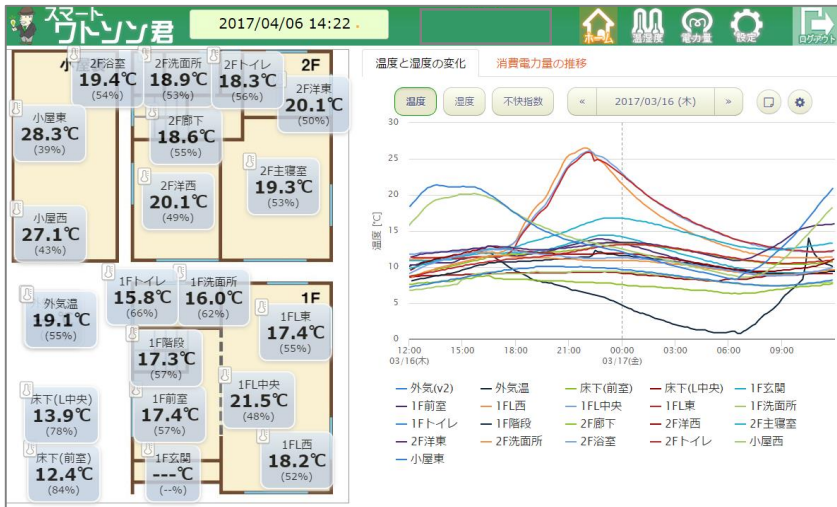 スマート
ワトソン君
2017/04/06 14:22
ホーム
温湿度
電力量
設定
ログアウト
2F浴室
19.4℃
(54%)
2F洗面所
18.9℃
(53%)
2Fトイレ
18.3℃
(56%)
2F
2F洋東
20.1℃
(50%)
小屋東
28.3℃
(39%)
2F廊下
18.6℃
(55%)
2F洋西
20.1℃
(49%)
2F主寝室
19.3℃
(53%)
小屋西
27.1℃
(43%)
1Fトイレ
15.8℃
(66%)
1F洗面所
16.0℃
(62%)
1F
外気温
19.1℃
(55%)
1FL東
17.4℃
(55%)
1F階段
17.3℃
(57%)
1FL中央
21.5℃
(48%)
床下(L中央)
13.9℃
(78%)
1F前室
17.4℃
(57%)
1FL西
18.2℃
(52%)
床下(前室)
12.4℃
(84%)
1F玄関
---℃
(--%)
温度と湿度の変化 消費電力量の推移
温度 湿度 不快指数 « 2017/03/16 (木) »
温度 [℃]
30
25
20
15
10
5
0
12:00 15:00 18:00 21:00 00:00 03:00 06:00 09:00
03/16(木) 03/17(金)
外気(v2) 外気温 床下(前室) 床下(L中央) 1F玄関
1F前室 1FL西 1FL中央 1FL東 1F洗面所
1Fトイレ 1F階段 2F廊下 2F洋西 2F主寝室
2F洋東 2F洗面所 2F浴室 2Fトイレ 小屋西
小屋東